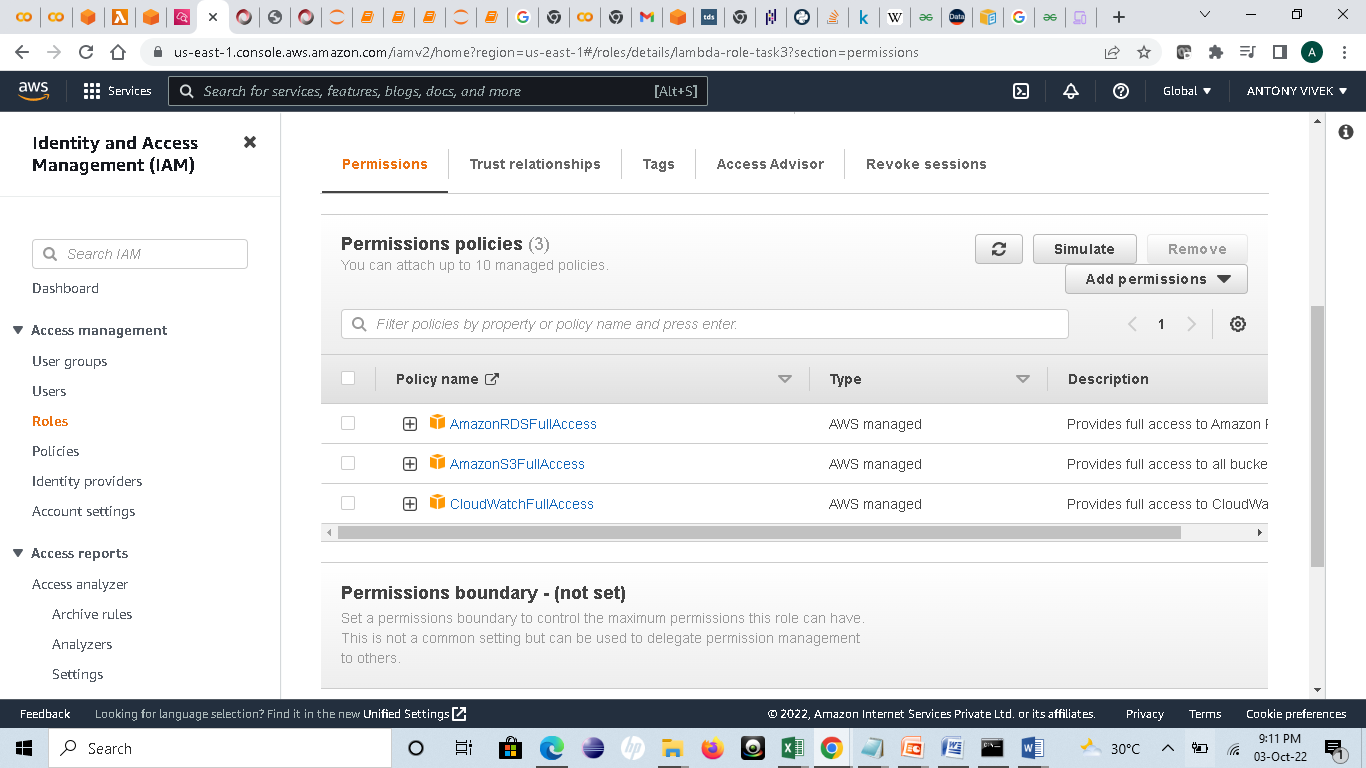 us-east-1.console.aws.amazon.com/iamv2/home?region=us-east-1#/roles/details/lambda-role-task3?section=permissions
A
aws
Services
Search for services, features, blogs, docs, and more
[Alt+S]
Global
ANTONY VIVEK
Identity and Access
Management (IAM)
Search IAM
Dashboard
Access management
User groups
Users
Roles
Policies
Identity providers
Account settings
Access reports
Access analyzer
Archive rules
Analyzers
Settings
Permissions
Trust relationships
Tags
Access Advisor
Revoke sessions
Permissions policies (3)
You can attach up to 10 managed policies.
Simulate
Remove
Add permissions
Filter policies by property or policy name and press enter.
1
Policy name
Type
Description
AmazonRDSFullAccess
AWS managed
Provides full access to Amazon
AmazonS3FullAccess
AWS managed
Provides full access to all bucke
CloudWatchFullAccess
AWS managed
Provides full access to CloudWa
Permissions boundary - (not set)
Set a permissions boundary to control the maximum permissions this role can have.
This is not a common setting but can be used to delegate permission management
to others.
Feedback
Looking for language selection? Find it in the new Unified Settings
© 2022, Amazon Internet Services Private Ltd. or its affiliates.
Privacy
Terms
Cookie preferences
Search
30°C
9:11 PM
03-Oct-22
1